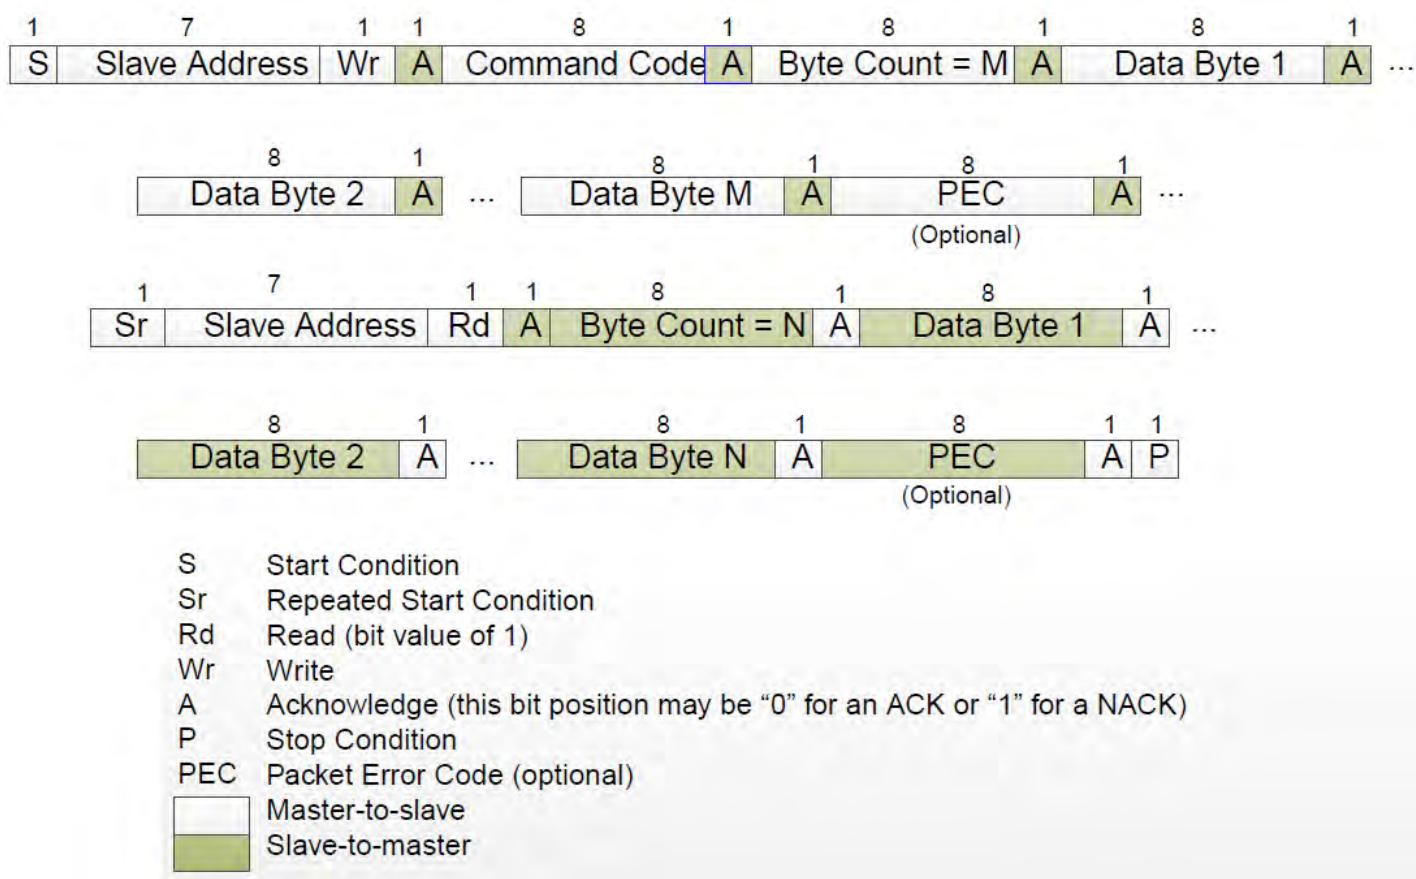 1 7 1 1 8 1 8 1 8 1
S Slave Address Wr A Command Code A Byte Count = M A Data Byte 1 A ...
8 1 8 1 8 1
Data Byte 2 A ... Data Byte M A PEC A ...
(Optional)
1 7 1 1 8 1 8 1
Sr Slave Address Rd A Byte Count = N A Data Byte 1 A ...
8 1 8 1 8 1 1
Data Byte 2 A ... Data Byte N A PEC A P
(Optional)
S Start Condition
Sr Repeated Start Condition
Rd Read (bit value of 1)
Wr Write
A Acknowledge (this bit position may be “0” for an ACK or “1” for a NACK)
P Stop Condition
PEC Packet Error Code (optional)
Master-to-slave
Slave-to-master